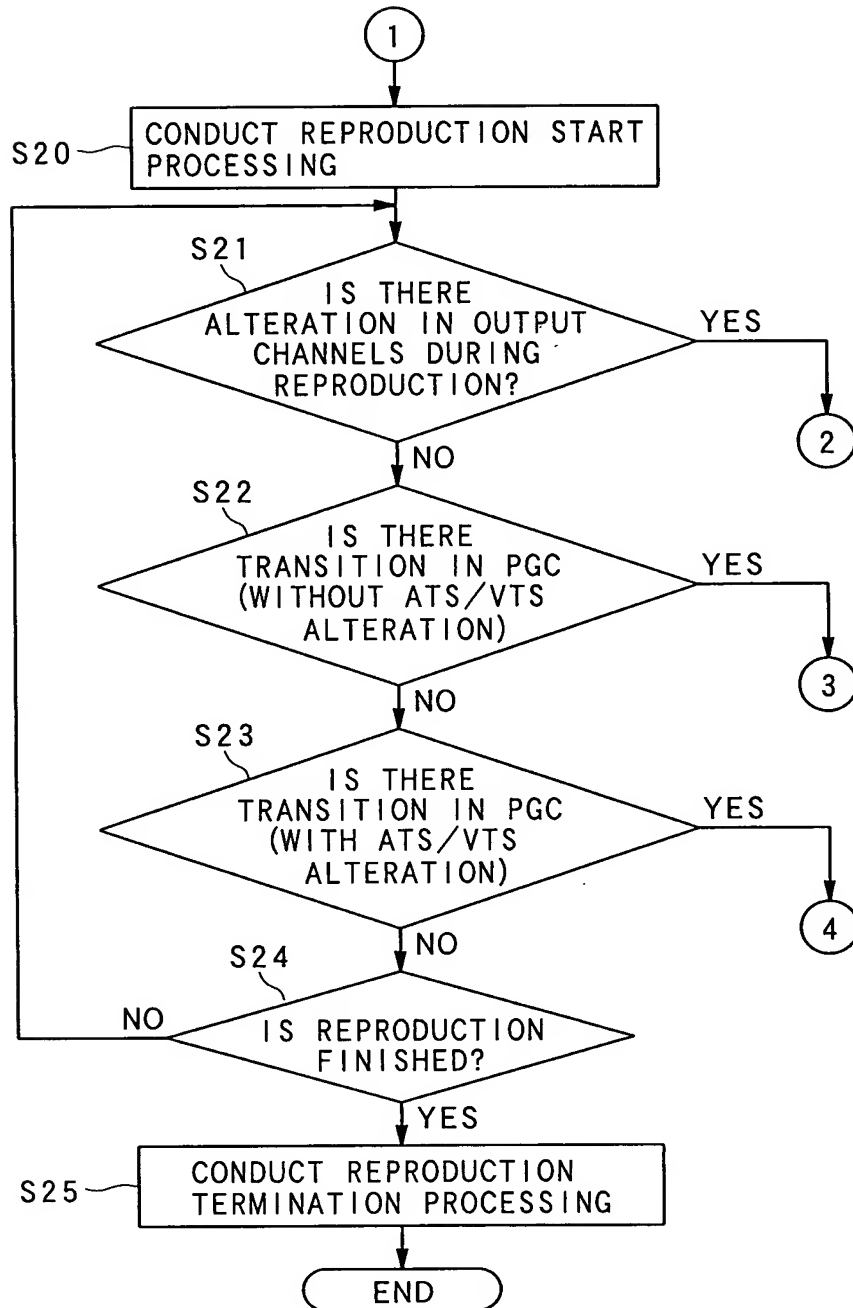 1
S20
CONDUCT REPRODUCTION START
PROCESSING
S21
IS THERE
ALTERATION IN OUTPUT
CHANNELS DURING
REPRODUCTION?
YES
2
NO
S22
IS THERE
TRANSITION IN PGC
(WITHOUT ATS/VTS
ALTERATION)
YES
3
NO
S23
IS THERE
TRANSITION IN PGC
(WITH ATS/VTS
ALTERATION)
YES
4
NO
S24
NO
IS REPRODUCTION
FINISHED?
YES
S25
CONDUCT REPRODUCTION
TERMINATION PROCESSING
END